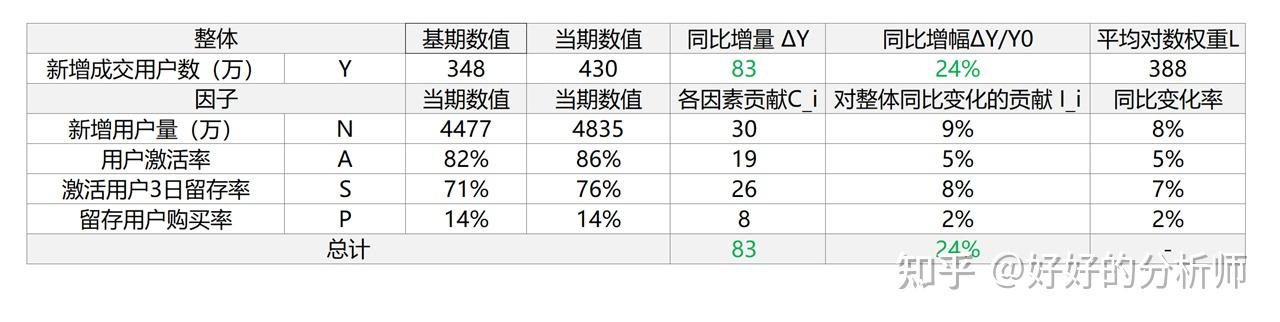 整体 基期数值 当期数值 同比增量 ΔY 同比增幅ΔY/Y0 平均对数权重L
新增成交用户数（万） Y 348 430 83 24% 388
因子 当期数值 当期数值 各因素贡献C_i 对整体同比变化的贡献 I_i 同比变化率
新增用户量（万） N 4477 4835 30 9% 8%
用户激活率 A 82% 86% 19 5% 5%
激活用户3日留存率 S 71% 76% 26 8% 7%
留存用户购买率 P 14% 14% 8 2% 2%
总计 83 24% -
知乎 @好好的分析师